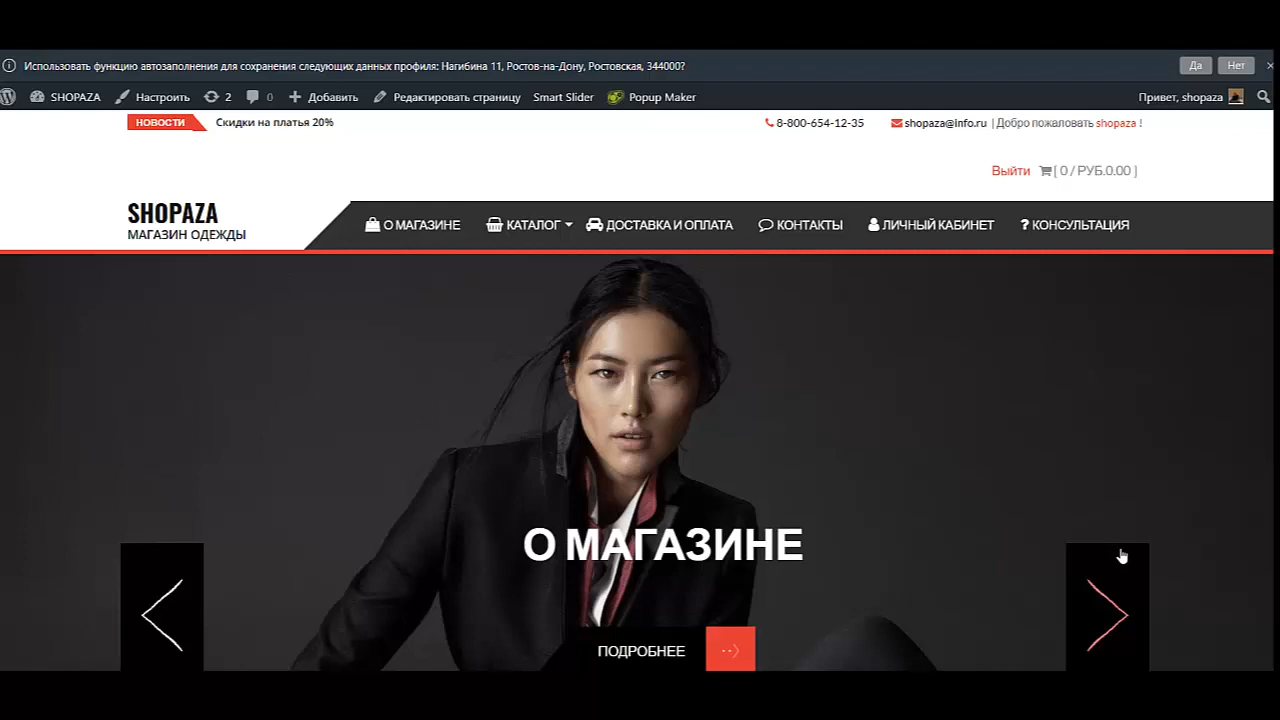 Использовать функцию автозаполнения для сохранения следующих данных профиля: Нагибина 11, Ростов-на-Дону, Ростовская, 344000?
Да
Нет
SHOPAZA
Настроить
2
0
Добавить
Редактировать страницу
Smart Slider
Popup Maker
Привет, shopaza
НОВОСТИ
Скидки на платья 20%
8-800-654-12-35
shopaza@info.ru | Добро пожаловать shopaza !
Выйти
[ 0 / РУБ.0.00 ]
SHOPAZA
МАГАЗИН ОДЕЖДЫ
О МАГАЗИНЕ
КАТАЛОГ
ДОСТАВКА И ОПЛАТА
КОНТАКТЫ
ЛИЧНЫЙ КАБИНЕТ
? КОНСУЛЬТАЦИЯ
О МАГАЗИНЕ
ПОДРОБНЕЕ